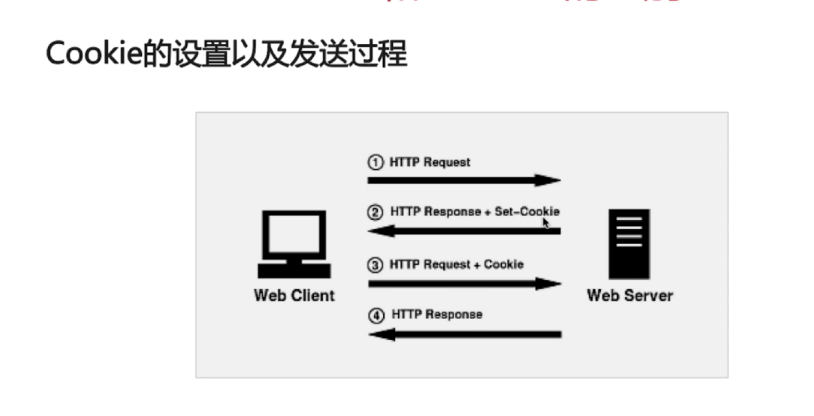 Cookie的设置以及发送过程
① HTTP Request
② HTTP Response + Set-Cookie
③ HTTP Request + Cookie
④ HTTP Response
Web Client
Web Server